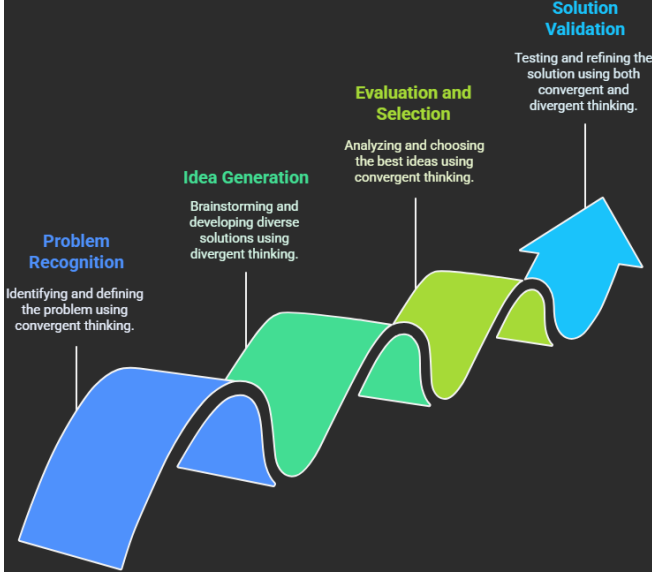 Problem
Recognition
Identifying and defining
the problem using
convergent thinking.
Idea Generation
Brainstorming and
developing diverse
solutions using
divergent thinking.
Evaluation and
Selection
Analyzing and choosing
the best ideas using
convergent thinking.
Solution
Validation
Testing and refining the
solution using both
convergent and
divergent thinking.